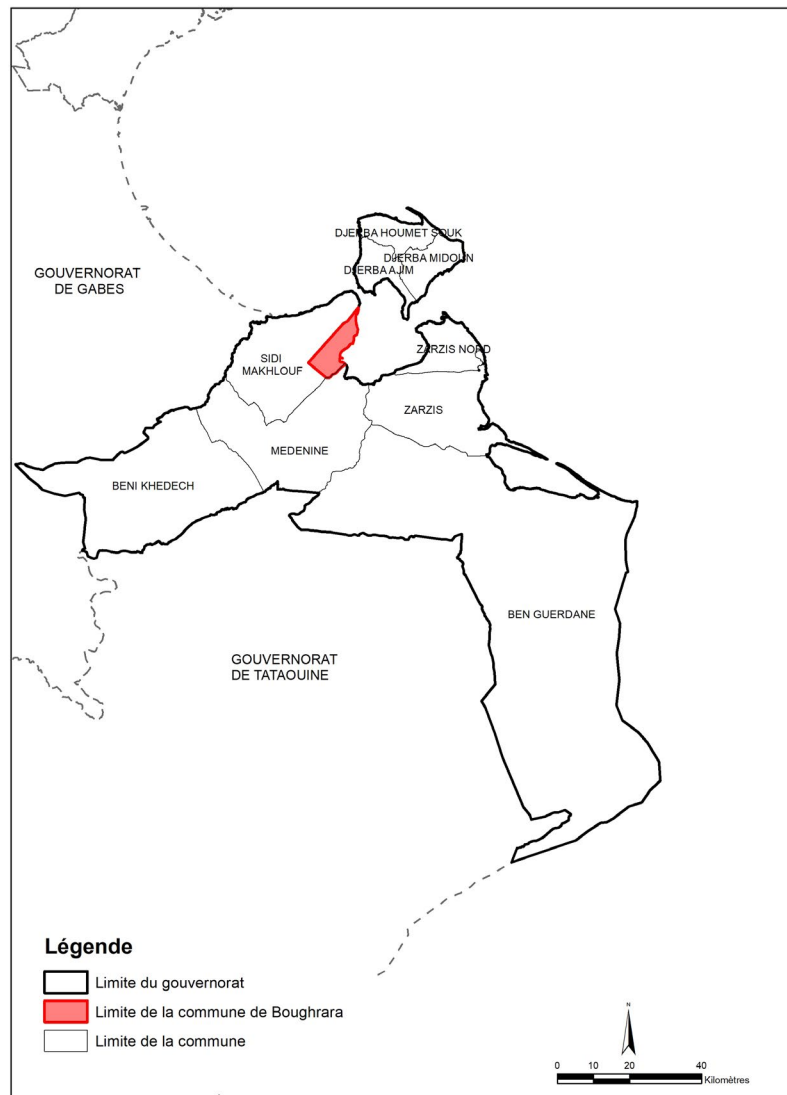 DJERBA HOUMET SOUK
DJERBA MIDOUN
DJERBA AJIM
GOUVERNORAT
DE GABES
ZARZIS NORD
SIDI
MAKHLOUF
ZARZIS
MEDENINE
BENI KHEDECH
BEN GUERDANE
GOUVERNORAT
DE TATAOUINE
Légende
Limite du gouvernorat
Limite de la commune de Boughrara
Limite de la commune
N
0 10 20 40
Kilomètres